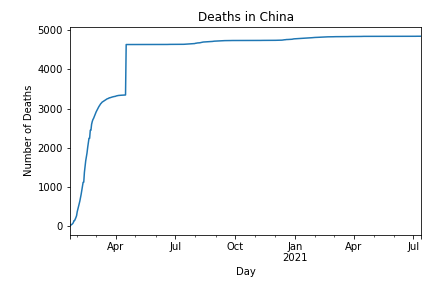 Deaths in China
5000
4000
3000
2000
1000
0
Number of Deaths
Apr
Jul
Oct
Jan
2021
Apr
Jul
Day